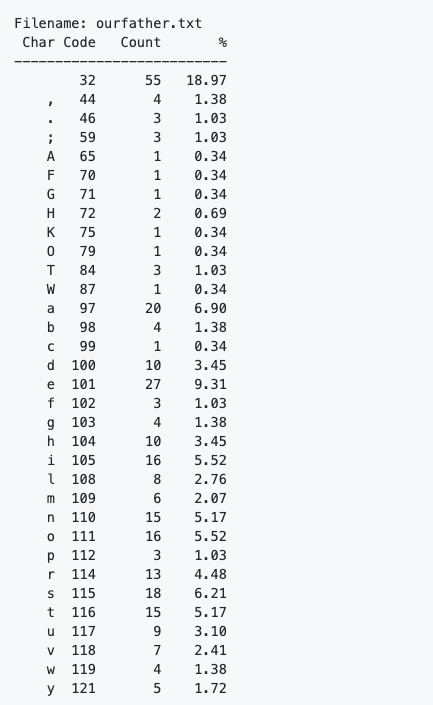 Filename: ourfather.txt
Char Code Count %
--------------------------
32 55 18.97
, 44 4 1.38
. 46 3 1.03
; 59 3 1.03
A 65 1 0.34
F 70 1 0.34
G 71 1 0.34
H 72 2 0.69
K 75 1 0.34
O 79 1 0.34
T 84 3 1.03
W 87 1 0.34
a 97 20 6.90
b 98 4 1.38
c 99 1 0.34
d 100 10 3.45
e 101 27 9.31
f 102 3 1.03
g 103 4 1.38
h 104 10 3.45
i 105 16 5.52
l 108 8 2.76
m 109 6 2.07
n 110 15 5.17
o 111 16 5.52
p 112 3 1.03
r 114 13 4.48
s 115 18 6.21
t 116 15 5.17
u 117 9 3.10
v 118 7 2.41
w 119 4 1.38
y 121 5 1.72